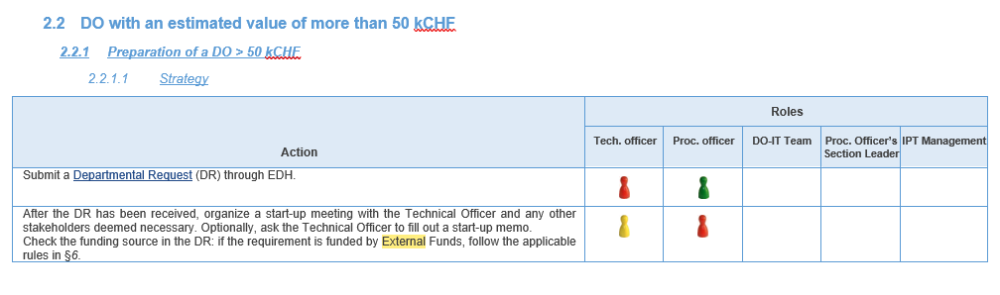 2.2 DO with an estimated value of more than 50 kCHF
2.2.1 Preparation of a DO > 50 kCHF
2.2.1.1 Strategy
Roles
Action
Tech. officer
Proc. officer
DO-IT Team
Proc. Officer's
Section Leader
IPT Management
Submit a Departmental Request (DR) through EDH.
After the DR has been received, organize a start-up meeting with the Technical Officer and any other
stakeholders deemed necessary. Optionally, ask the Technical Officer to fill out a start-up memo.
Check the funding source in the DR: if the requirement is funded by External Funds, follow the applicable
rules in §6.